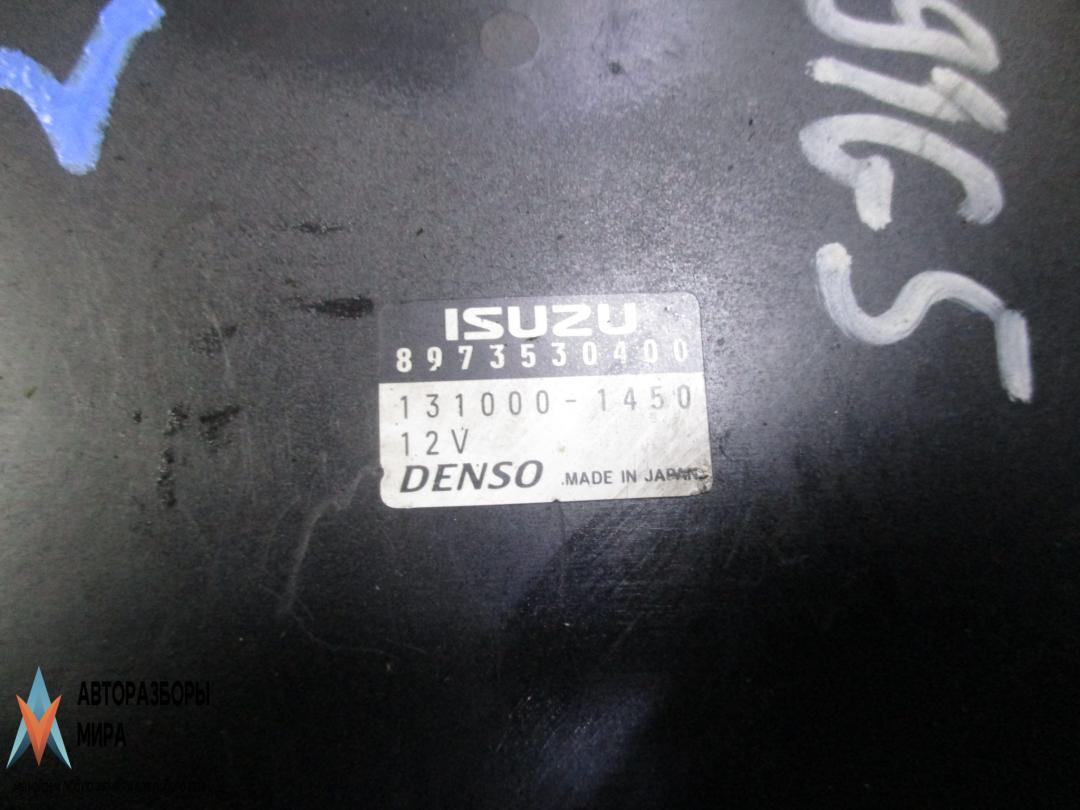 ISUZU
8973530400
131000-1450
12V
DENSO MADE IN JAPAN
АВТОРАЗБОРЫ
МИРА